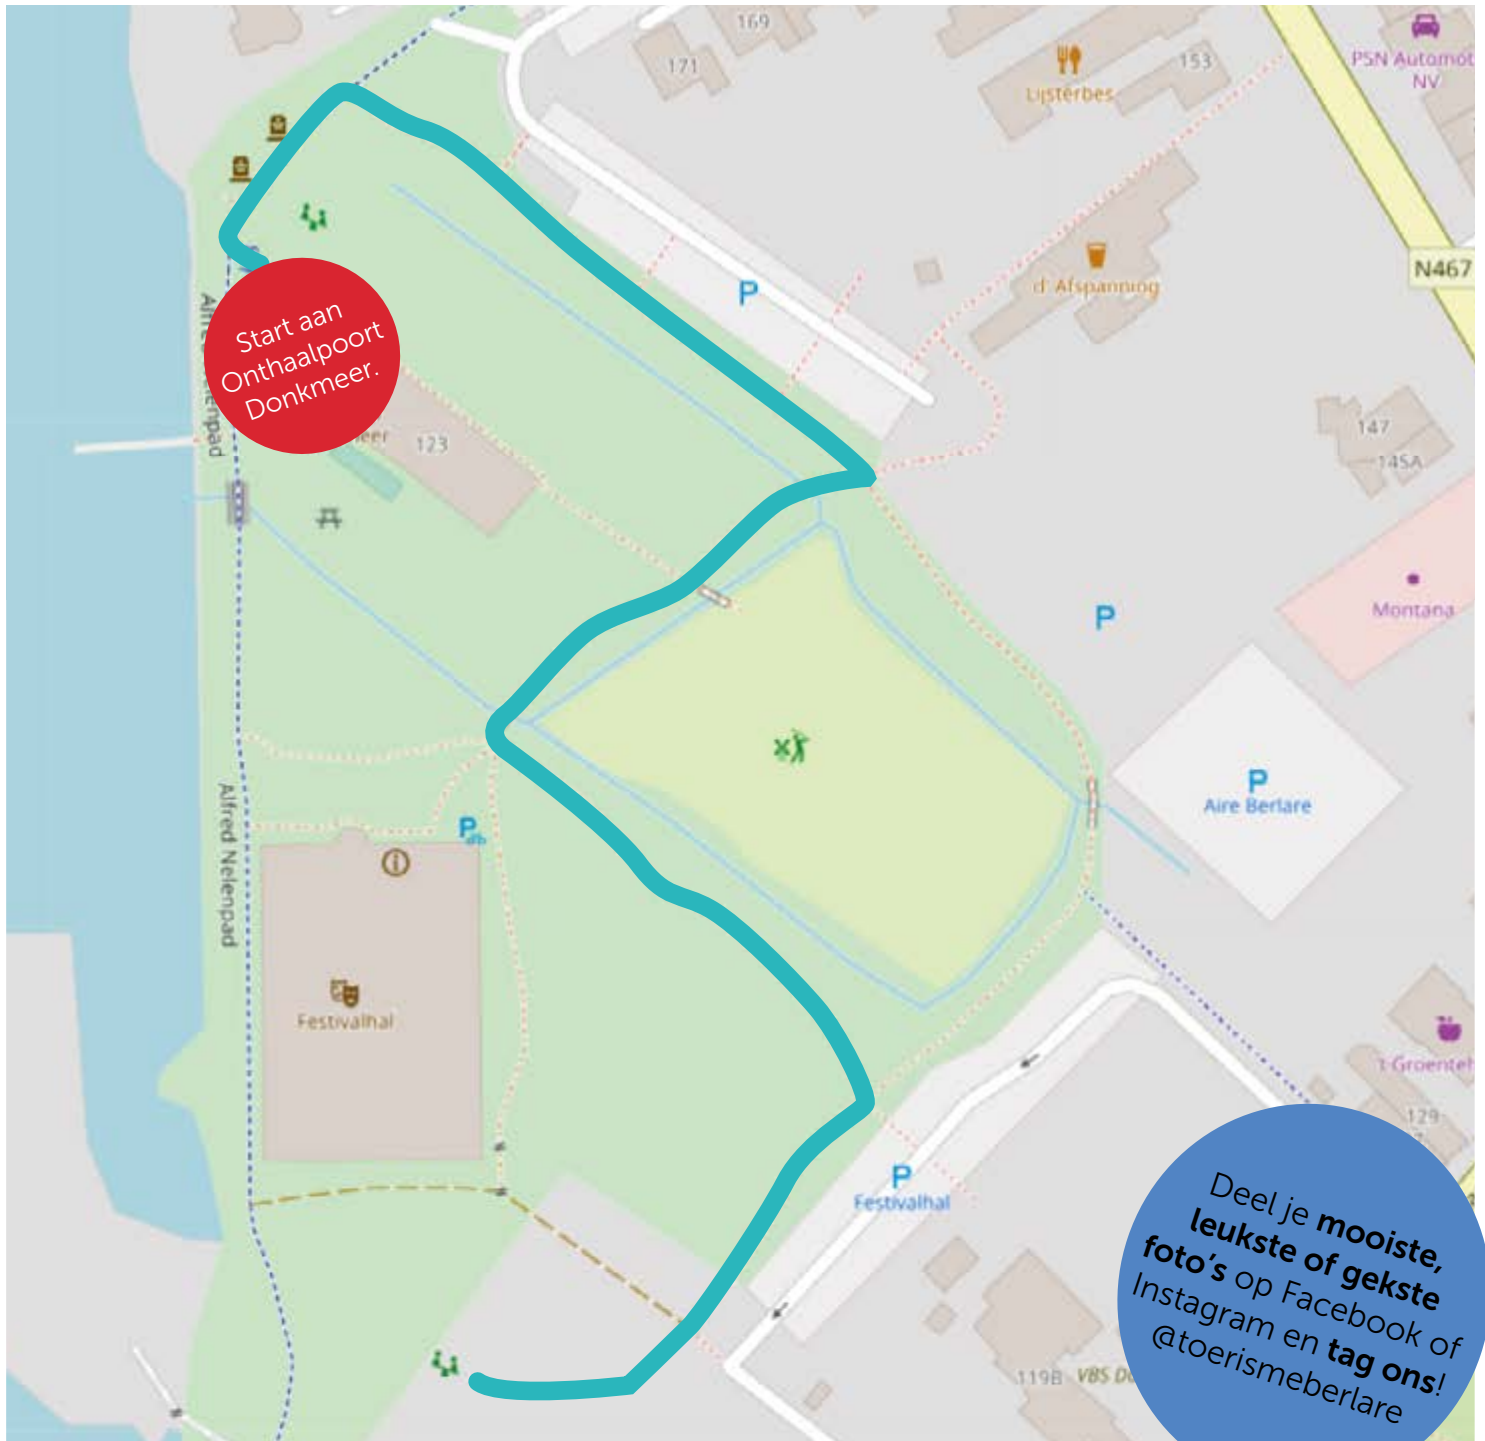 169
171
153
Lijsterbes
PSN Automot
NV
N467
d' Afspanning
P
Start aan
Onthaalpoort
Donkmeer.
123
147
145A
P
Montana
P
Aire Berlare
P
Alfred Nelenpad
Festivalhal
129
P
Festivalhal
119B
Deel je mooiste,
leukste of gekste
foto's op Facebook of
Instagram en tag ons!
@toerismeberlare